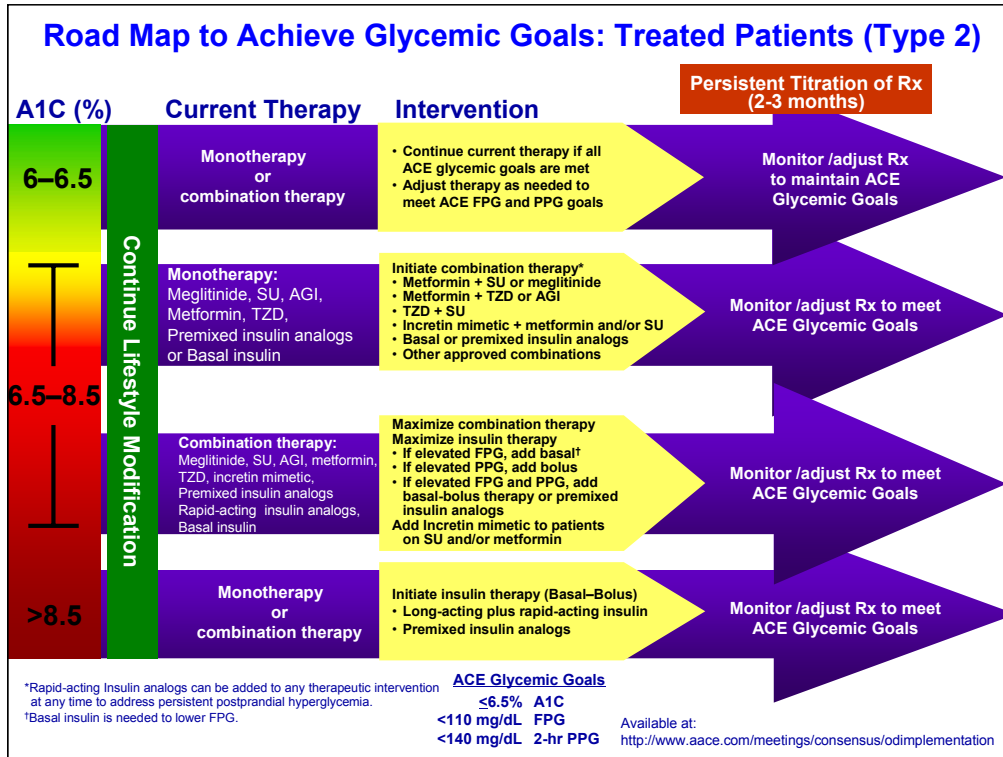 Road Map to Achieve Glycemic Goals: Treated Patients (Type 2)
Persistent Titration of Rx
(2-3 months)
A1C (%)
Current Therapy
Intervention
Continue Lifestyle Modification
6–6.5
Monotherapy
or
combination therapy
• Continue current therapy if all
ACE glycemic goals are met
• Adjust therapy as needed to
meet ACE FPG and PPG goals
Monitor /adjust Rx
to maintain ACE
Glycemic Goals
6.5–8.5
Monotherapy:
Meglitinide, SU, AGI,
Metformin, TZD,
Premixed insulin analogs
or Basal insulin
Initiate combination therapy*
• Metformin + SU or meglitinide
• Metformin + TZD or AGI
• TZD + SU
• Incretin mimetic + metformin and/or SU
• Basal or premixed insulin analogs
• Other approved combinations
Monitor /adjust Rx to meet
ACE Glycemic Goals
Combination therapy:
Meglitinide, SU, AGI, metformin,
TZD, incretin mimetic,
Premixed insulin analogs
Rapid-acting insulin analogs,
Basal insulin
Maximize combination therapy
Maximize insulin therapy
• If elevated FPG, add basal†
• If elevated PPG, add bolus
• If elevated FPG and PPG, add
basal-bolus therapy or premixed
insulin analogs
Add Incretin mimetic to patients
on SU and/or metformin
Monitor /adjust Rx to meet
ACE Glycemic Goals
>8.5
Monotherapy
or
combination therapy
Initiate insulin therapy (Basal–Bolus)
• Long-acting plus rapid-acting insulin
• Premixed insulin analogs
Monitor /adjust Rx to meet
ACE Glycemic Goals
*Rapid-acting Insulin analogs can be added to any therapeutic intervention
at any time to address persistent postprandial hyperglycemia.
†Basal insulin is needed to lower FPG.
ACE Glycemic Goals
≤6.5% A1C
<110 mg/dL FPG
<140 mg/dL 2-hr PPG
Available at:
http://www.aace.com/meetings/consensus/odimplementation